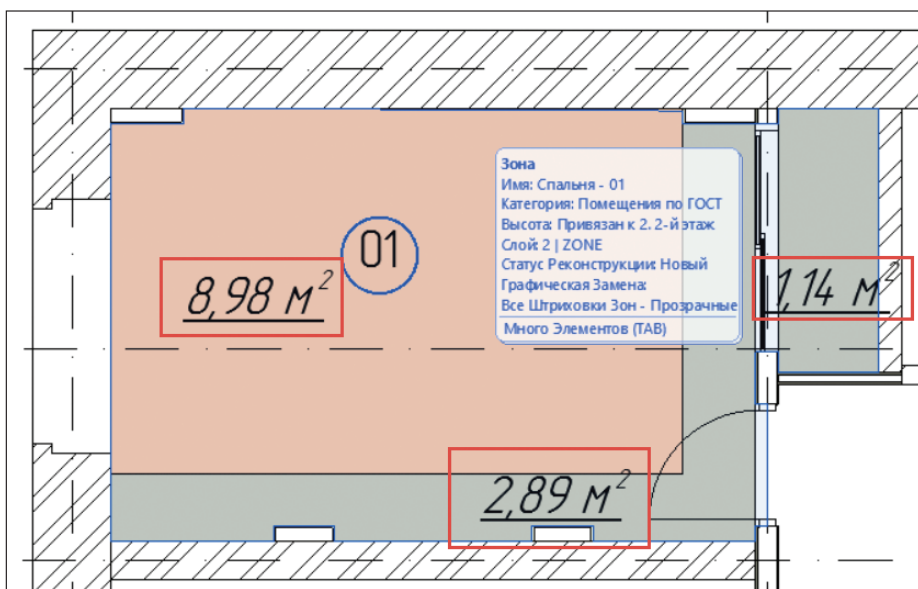 Зона
Имя: Спальня - 01
Категория: Помещения по ГОСТ
Высота: Привязан к 2. 2-й этаж
Слой: 2 | ZONE
Статус Реконструкции: Новый
Графическая Замена:
Все Штриховки Зон - Прозрачные
Много Элементов (TAB)
01
8,98 м²
1,14 м²
2,89 м²